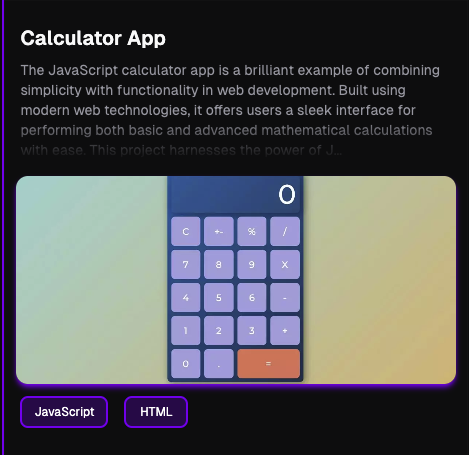 Calculator App
The JavaScript calculator app is a brilliant example of combining
simplicity with functionality in web development. Built using
modern web technologies, it offers users a sleek interface for
performing both basic and advanced mathematical calculations
with ease. This project harnesses the power of J...
0
C +- % /
7 8 9 X
4 5 6 -
1 2 3 +
0 . =
JavaScript HTML